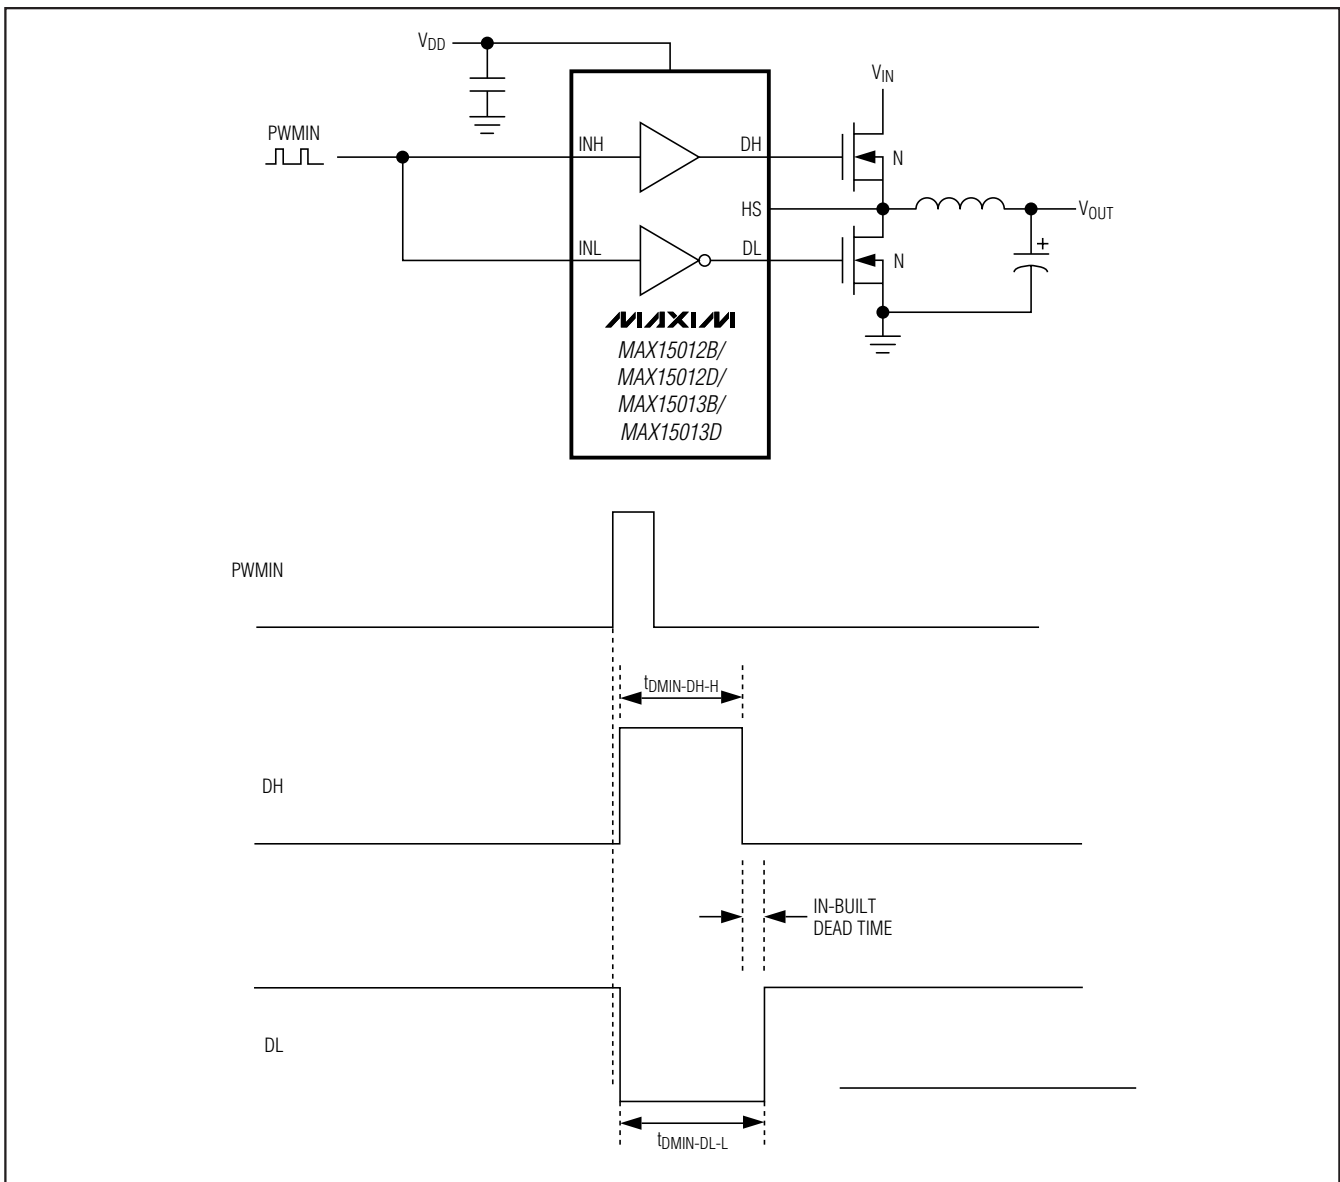 VDD
VIN
PWMIN
INH
DH
N
HS
VOUT
+
INL
DL
N
MAXIM
MAX15012B/
MAX15012D/
MAX15013B/
MAX15013D
PWMIN
tDMIN-DH-H
DH
IN-BUILT
DEAD TIME
DL
tDMIN-DL-L